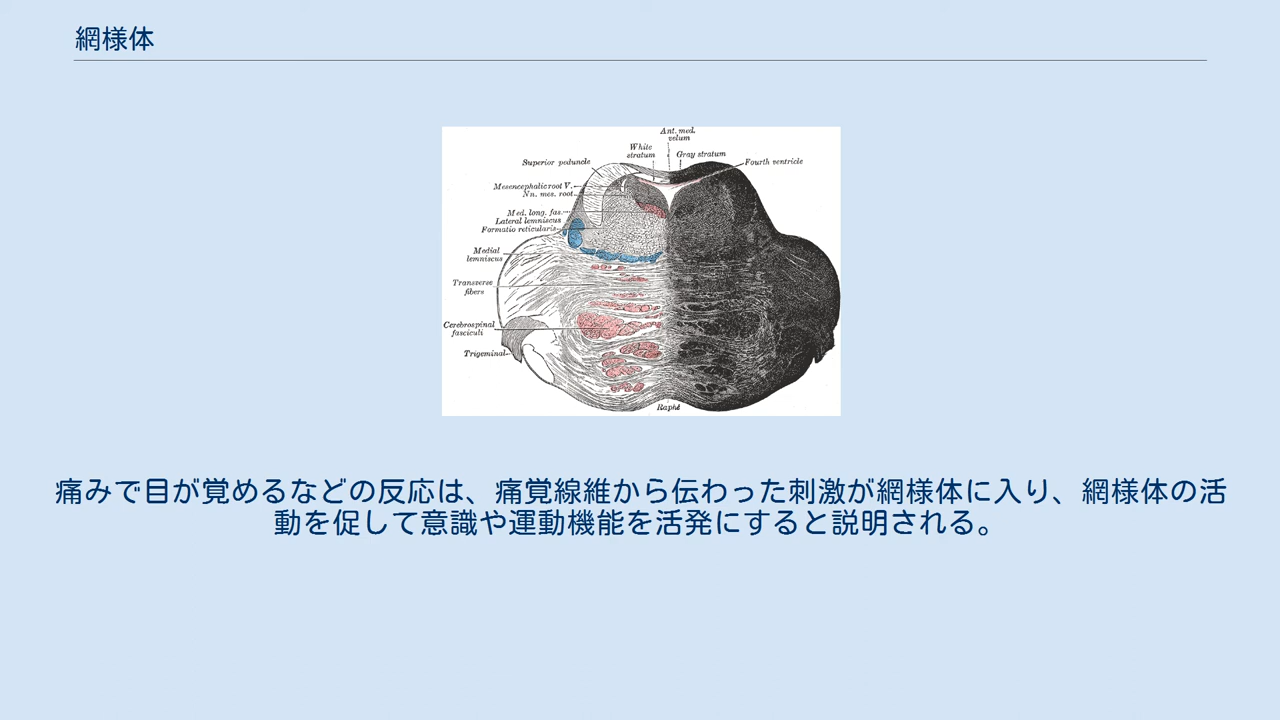 網様体
Ant. med.
velum
White
stratum
Gray stratum
Superior peduncle
Fourth ventricle
Mesencephalic root V.
Nn. mes. root
Med. long. fas.
Lateral lemniscus
Formatio reticularis
Medial
lemniscus
Transverse
fibers
Cerebrospinal
fasciculi
Trigeminal
Raphé
痛みで目が覚めるなどの反応は、痛覚線維から伝わった刺激が網様体に入り、網様体の活
動を促して意識や運動機能を活発にすると説明される。